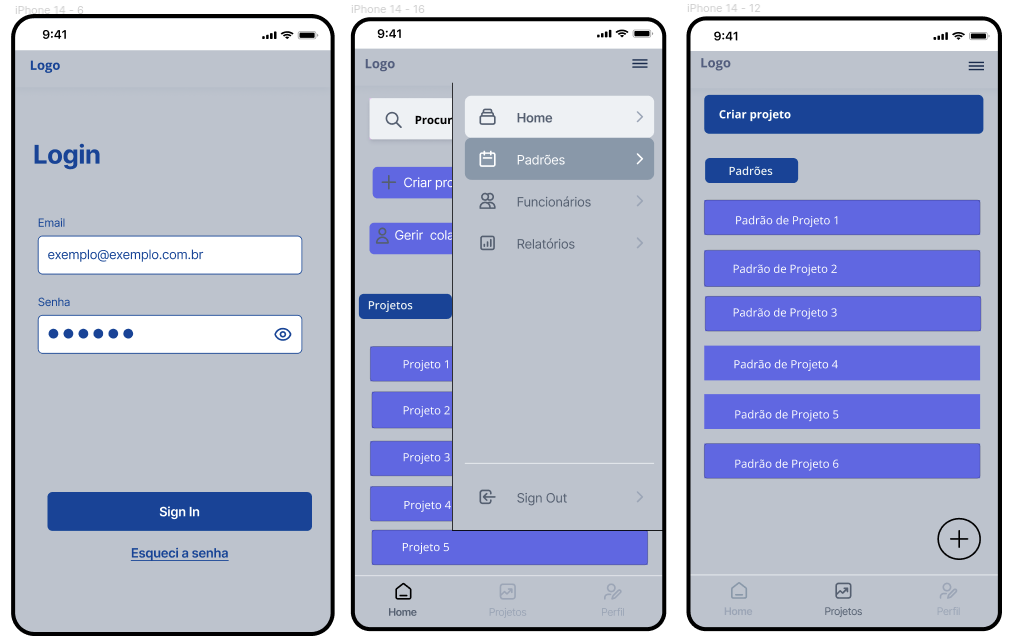 iPhone 14 - 6
9:41
Logo
Login
Email
exemplo@exemplo.com.br
Senha
Sign In
Esqueci a senha
iPhone 14 - 16
9:41
Logo
Procur
Criar pro
Gerir cola
Projetos
Projeto 1
Projeto 2
Projeto 3
Projeto 4
Projeto 5
Home
Padrões
Funcionários
Relatórios
Sign Out
Home
Projetos
Perfil
iPhone 14 - 12
9:41
Logo
Criar projeto
Padrões
Padrão de Projeto 1
Padrão de Projeto 2
Padrão de Projeto 3
Padrão de Projeto 4
Padrão de Projeto 5
Padrão de Projeto 6
Home
Projetos
Perfil